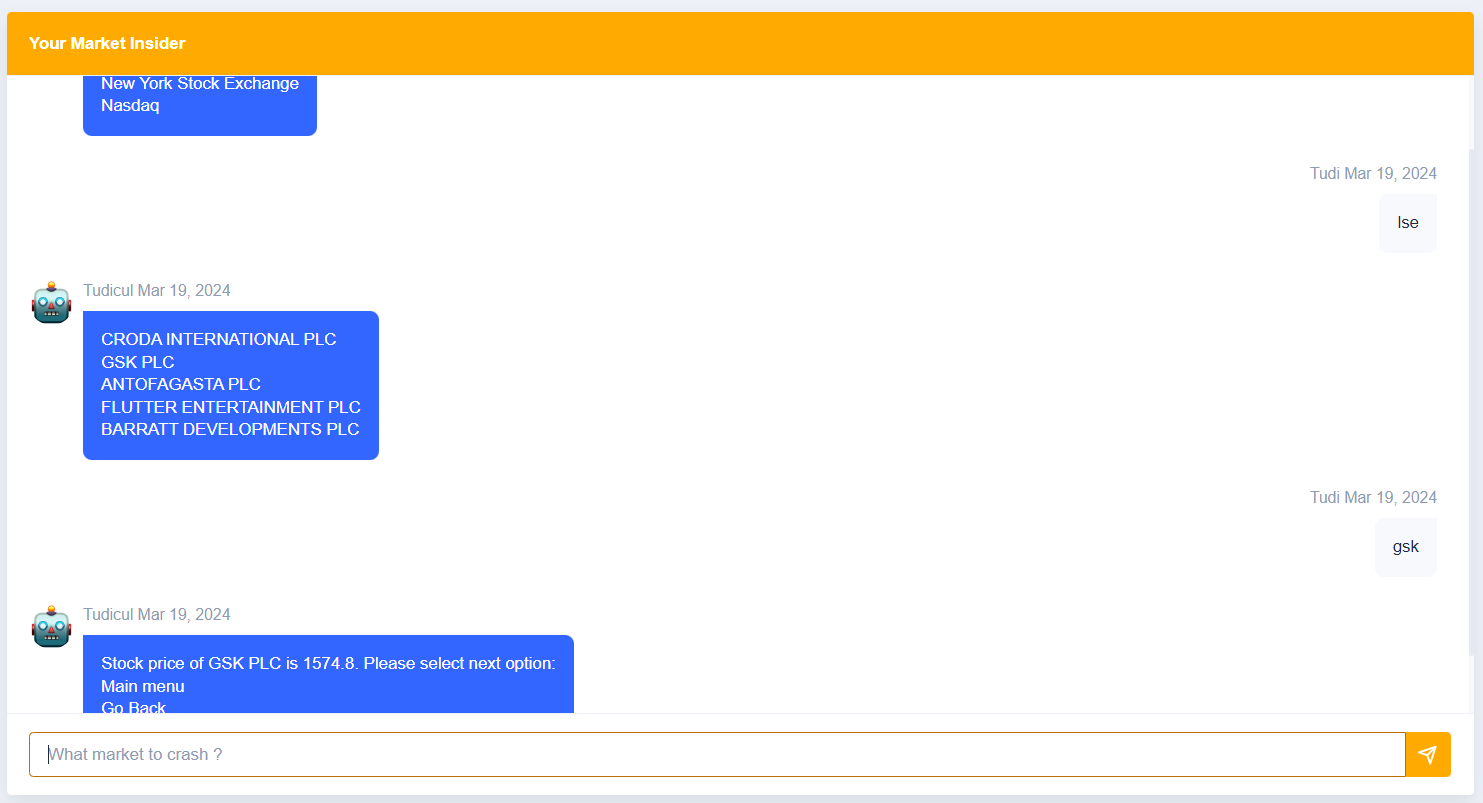 Your Market Insider
New York Stock Exchange
Nasdaq
Tudi Mar 19, 2024
lse
Tudicul Mar 19, 2024
CRODA INTERNATIONAL PLC
GSK PLC
ANTOFAGASTA PLC
FLUTTER ENTERTAINMENT PLC
BARRATT DEVELOPMENTS PLC
Tudi Mar 19, 2024
gsk
Tudicul Mar 19, 2024
Stock price of GSK PLC is 1574.8. Please select next option:
Main menu
Go Back
What market to crash ?